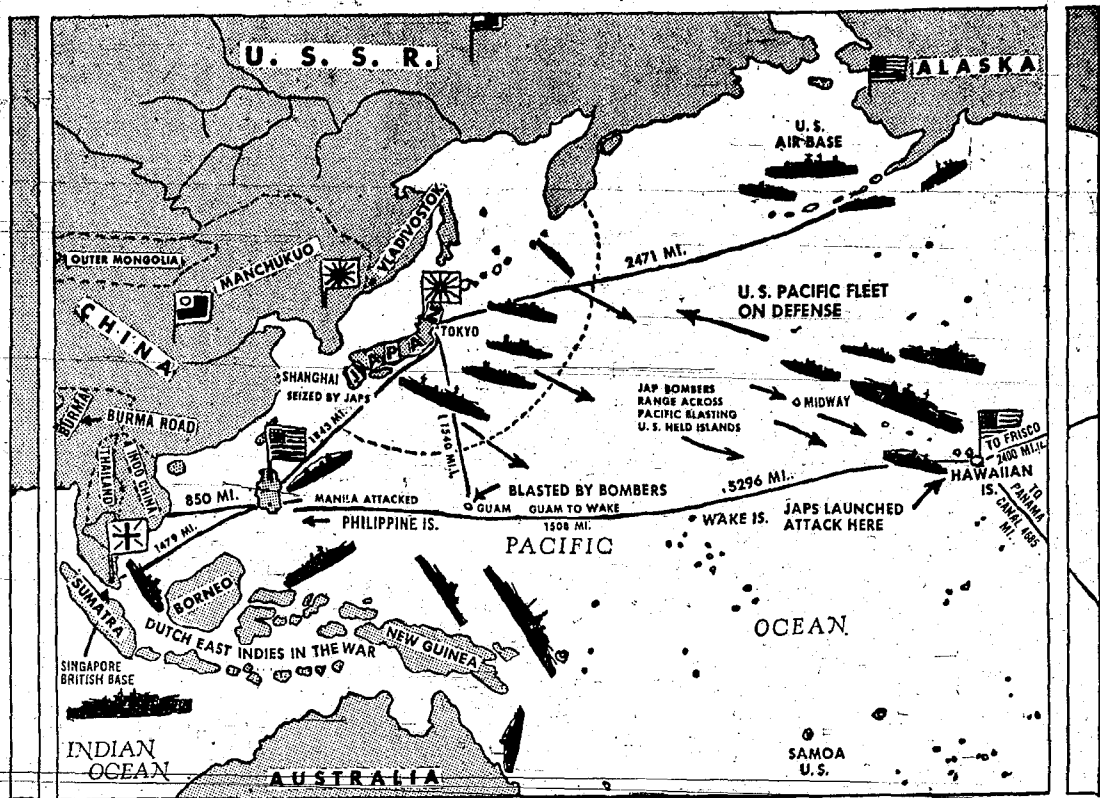 U. S. S. R.
ALASKA
U. S.
AIR BASE
VLADIVOSTOK
OUTER MONGOLIA
MANCHUKUO
2471 MI.
U.S. PACIFIC FLEET
ON DEFENSE
CHINA
TOKYO
JAPAN
SHANGHAI
SEIZED BY JAPS
JAP BOMBERS
RANGE ACROSS
PACIFIC BLASTING
U.S. HELD ISLANDS
MIDWAY
BURMA
BURMA ROAD
1843 MI.
TO FRISCO
2400 MI.
THAILAND
INDO CHINA
850 MI.
MANILA ATTACKED
BLASTED BY BOMBERS
5296 MI.
HAWAIIAN
IS.
GUAM
GUAM TO WAKE
1508 MI.
PHILIPPINE IS.
WAKE IS.
JAPS LAUNCHED
ATTACK HERE
TO
PANAMA
CANAL 4685
MI.
1479 MI.
PACIFIC
SUMATRA
BORNEO
DUTCH EAST INDIES IN THE WAR
NEW GUINEA
OCEAN
SINGAPORE
BRITISH BASE
INDIAN
OCEAN
AUSTRALIA
SAMOA
U.S.